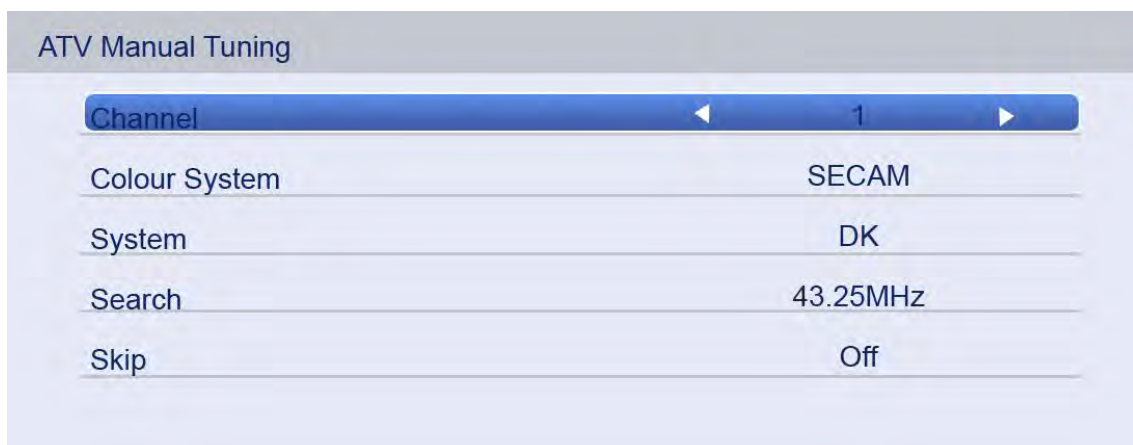 ATV Manual Tuning
Channel 1
Colour System SECAM
System DK
Search 43.25MHz
Skip Off